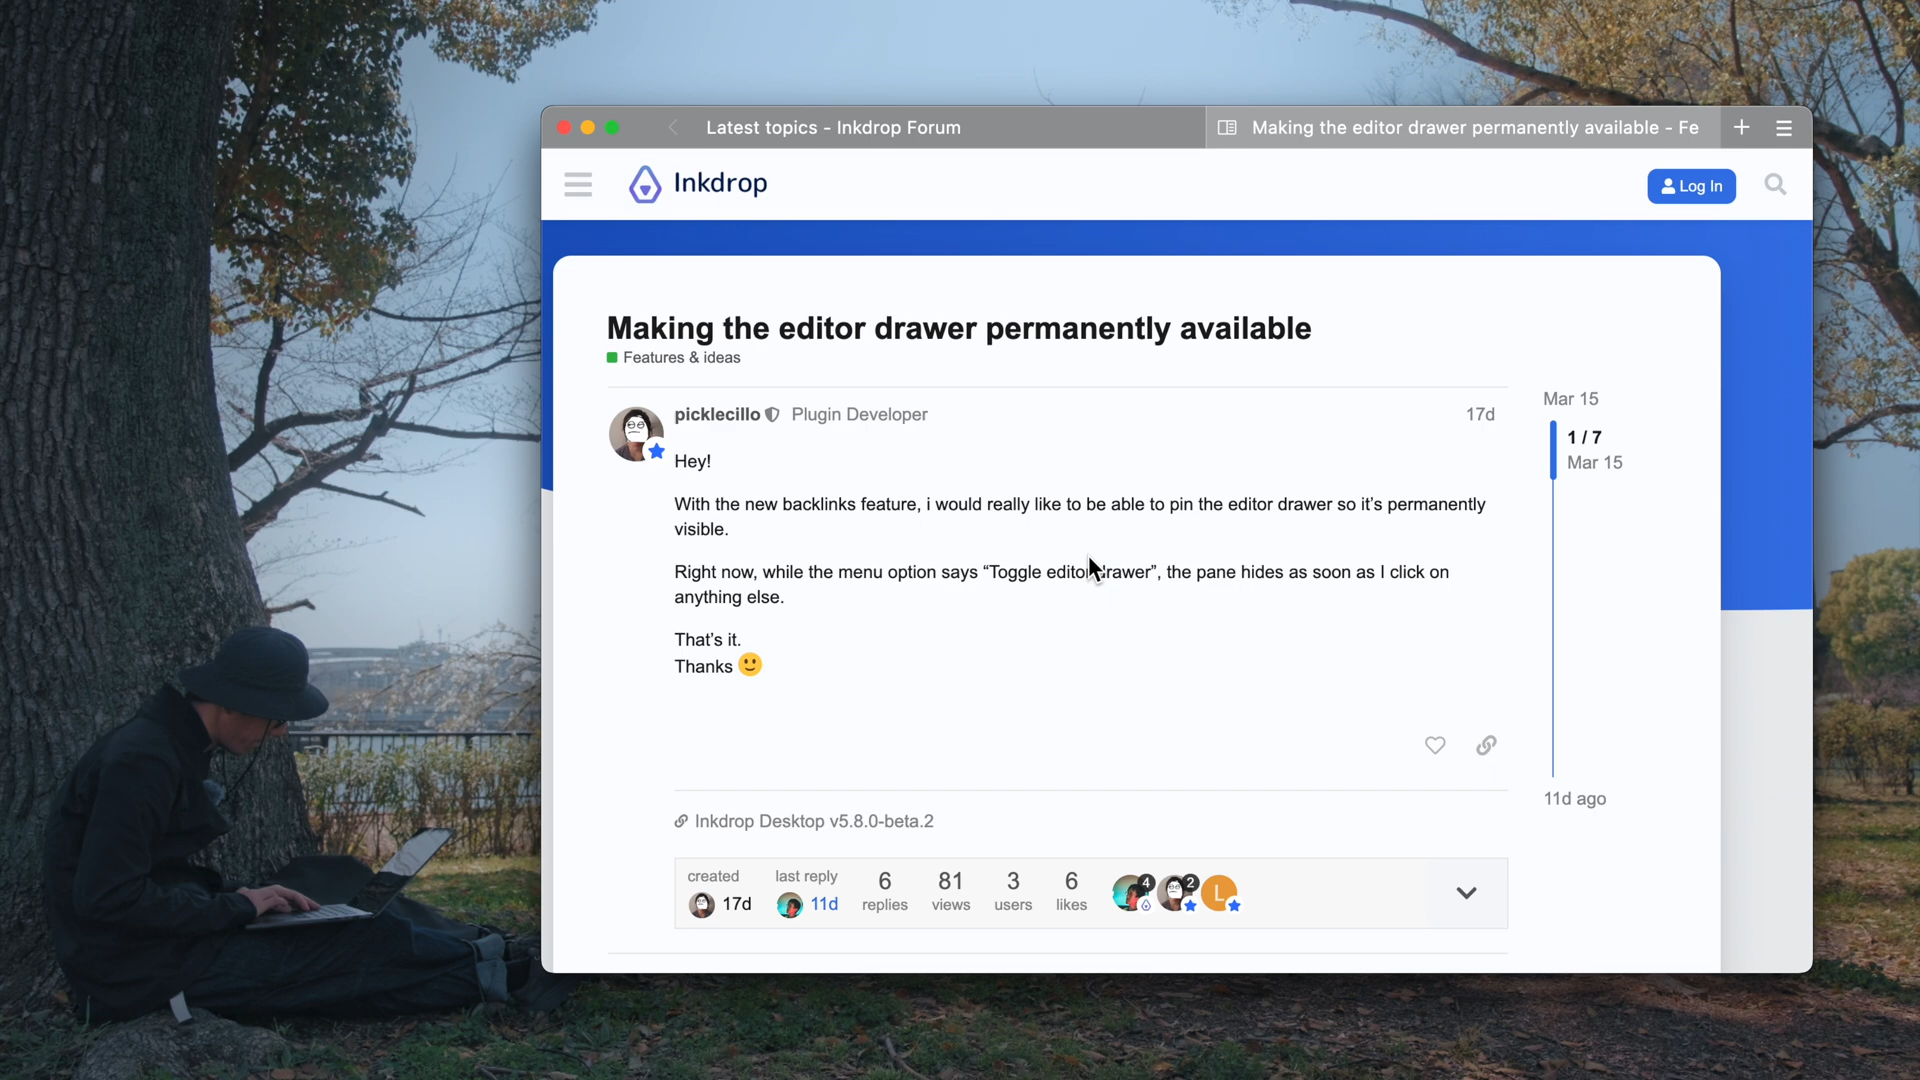 Latest topics - Inkdrop Forum
Making the editor drawer permanently available - Fe
Inkdrop
Log In
Making the editor drawer permanently available
Features & ideas
picklecillo Plugin Developer 17d
Hey!
With the new backlinks feature, i would really like to be able to pin the editor drawer so it's permanently
visible.
Right now, while the menu option says “Toggle editor drawer”, the pane hides as soon as I click on
anything else.
That's it.
Thanks
Mar 15
1 / 7
Mar 15
11d ago
Inkdrop Desktop v5.8.0-beta.2
created
17d
last reply
11d
6
replies
81
views
3
users
6
likes
4
2
L